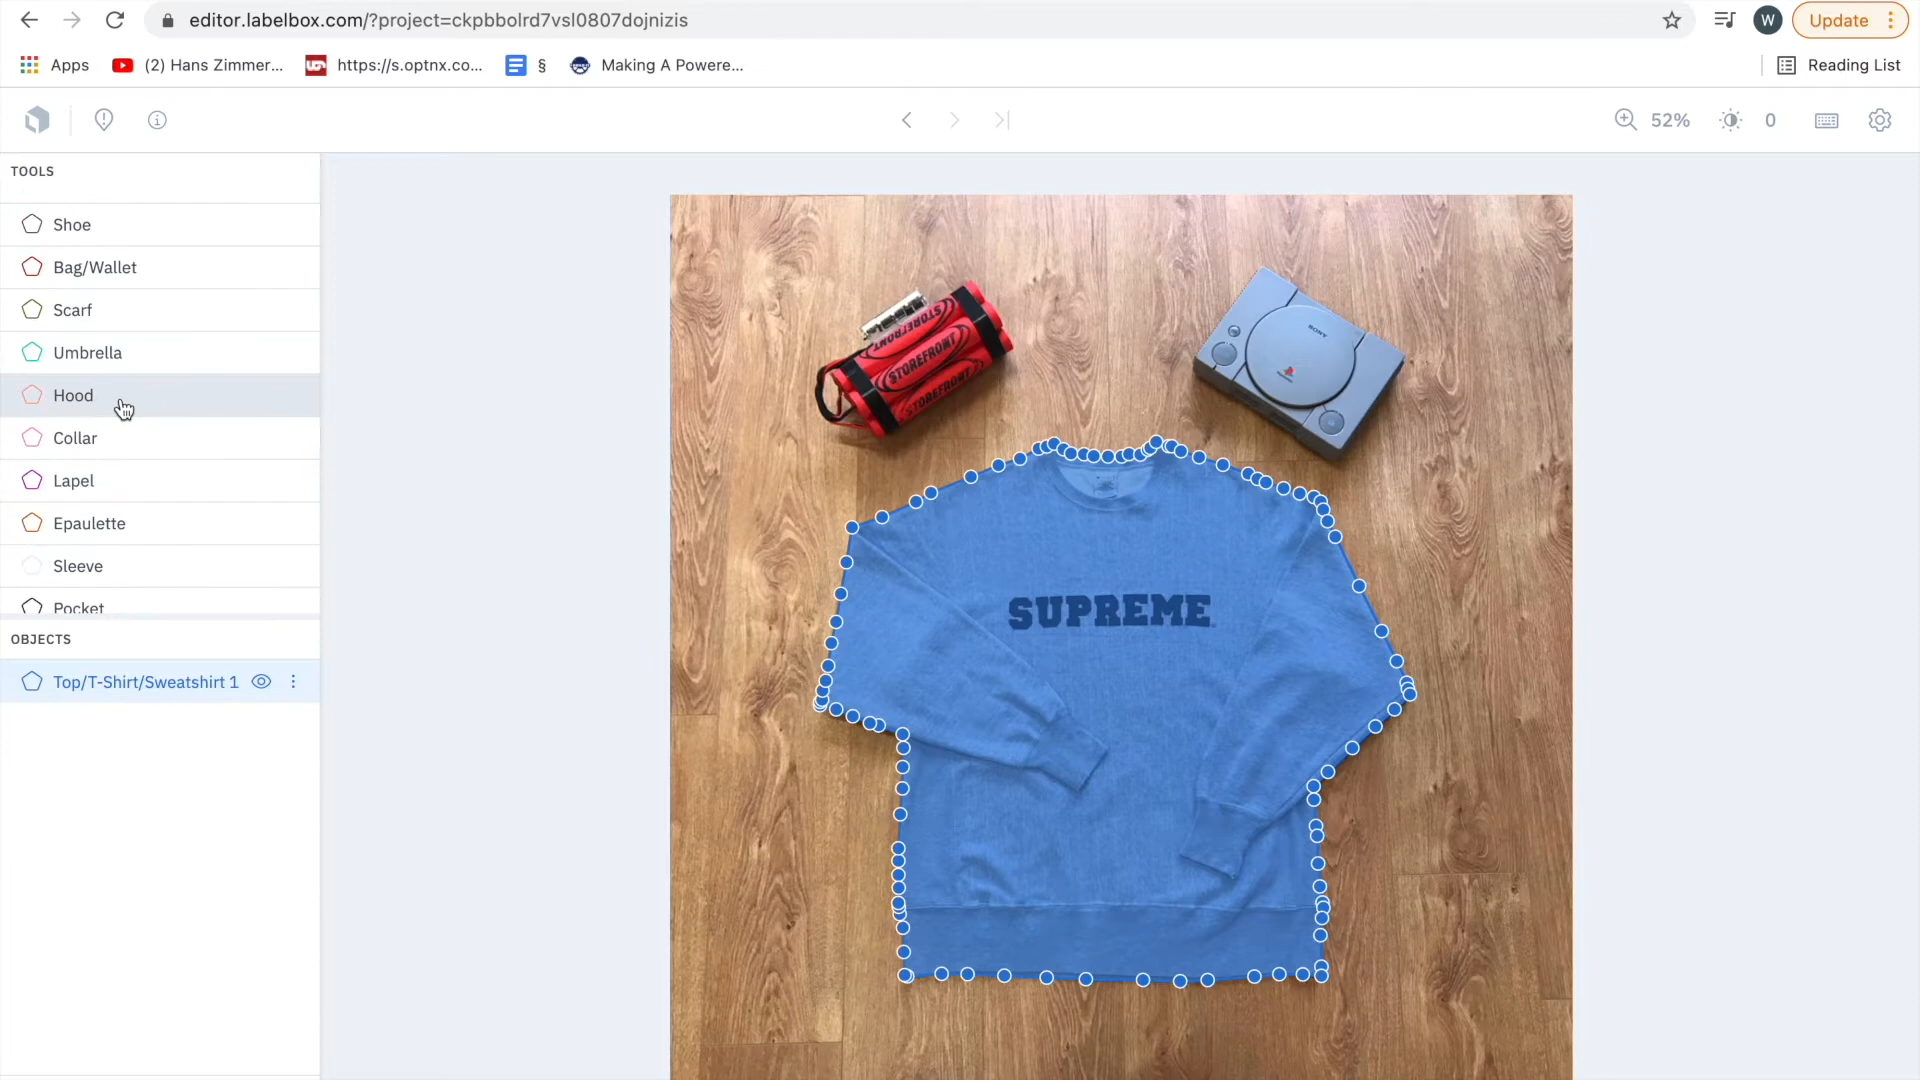 editor.labelbox.com/?project=ckpbbolrd7vsl0807dojnizis
W
Update
Apps
(2) Hans Zimmer...
https://s.optnx.co...
§
Making A Powere...
Reading List
52%
0
TOOLS
Shoe
Bag/Wallet
Scarf
Umbrella
Hood
Collar
Lapel
Epaulette
Sleeve
Pocket
OBJECTS
Top/T-Shirt/Sweatshirt 1
STOREFRONT
STOREFRONT
STOREFRONT
SONY
SUPREME